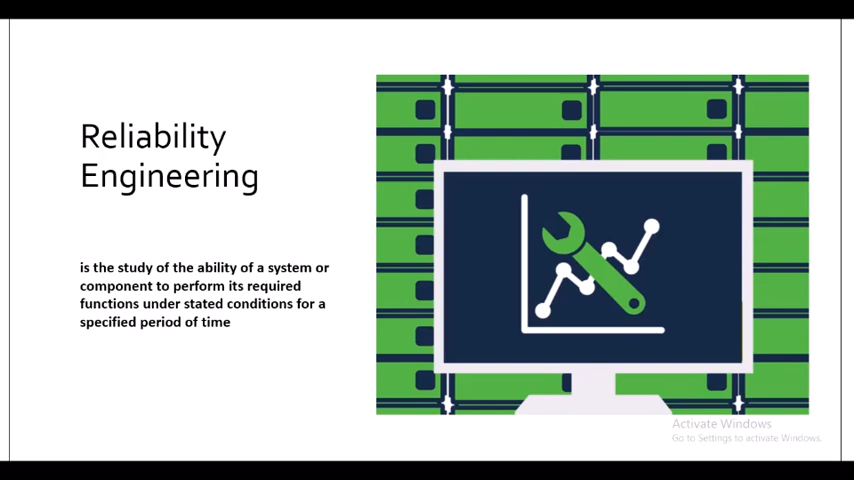 Reliability
Engineering
is the study of the ability of a system or
component to perform its required
functions under stated conditions for a
specified period of time
Activate Windows
Go to Settings to activate Windows.